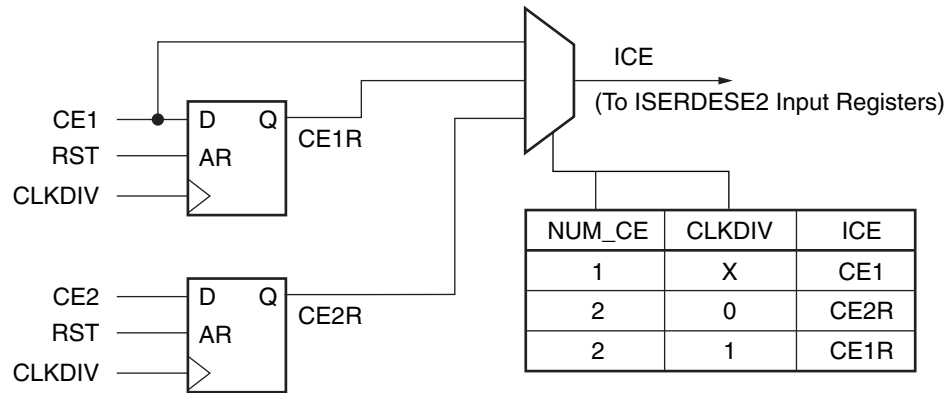 ICE
(To ISERDESE2 Input Registers)
CE1
RST
CLKDIV
D Q
AR
CE1R
CE2
RST
CLKDIV
D Q
AR
CE2R
NUM_CE CLKDIV ICE
1 X CE1
2 0 CE2R
2 1 CE1R